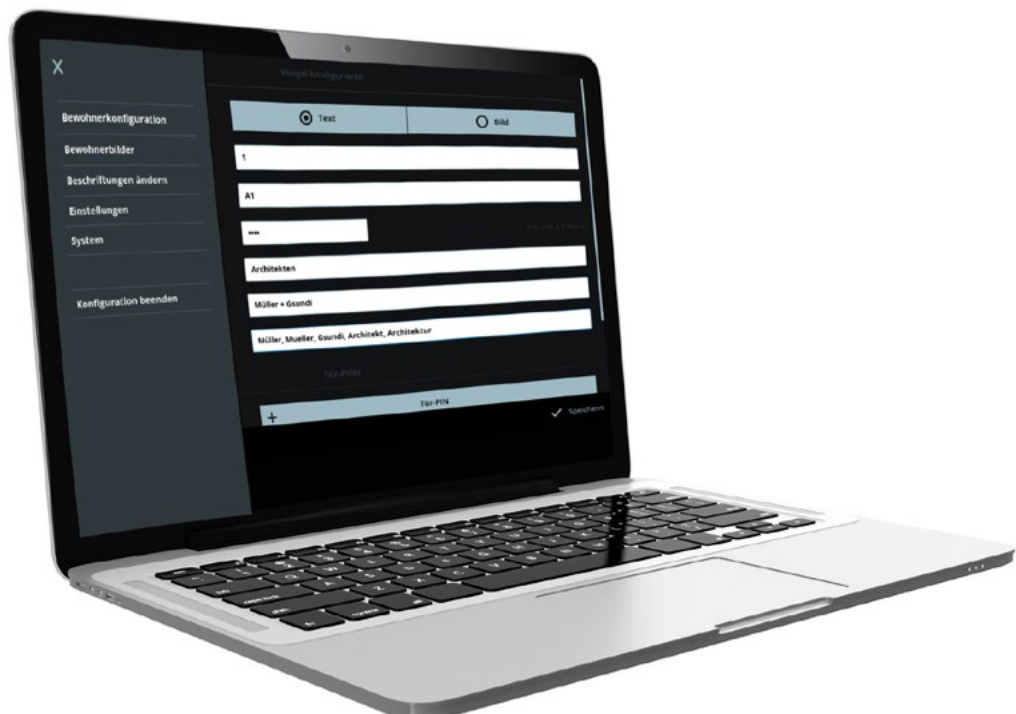 X
Bewohnerkonfiguration
Bewohnerbilder
Beschriftungen ändern
Einstellungen
System
Konfiguration beenden
Klingel konfigurieren
Text
Bild
1
A1
Architekten
Müller + Gsundi
Müller, Mueller, Gsundi, Architekt, Architektur
Tür-PINs
+ Tür-PIN
Speichern